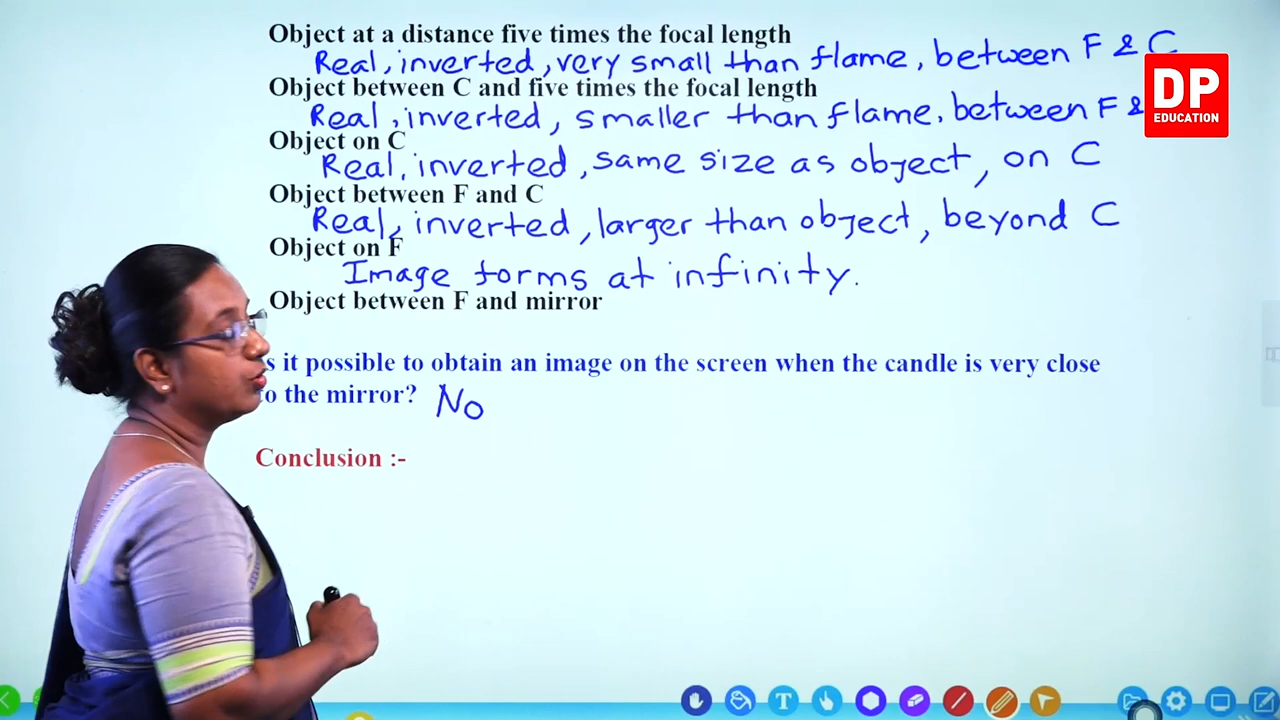 Object at a distance five times the focal length
Real, inverted, very small than flame, between F & C
Object between C and five times the focal length
Real, inverted, smaller than flame, between F &
Object on C
Real, inverted, same size as object, on C
Object between F and C
Real, inverted, larger than object, beyond C
Object on F
Image forms at infinity.
Object between F and mirror
s it possible to obtain an image on the screen when the candle is very close
o the mirror? No
Conclusion :-
DP
EDUCATION